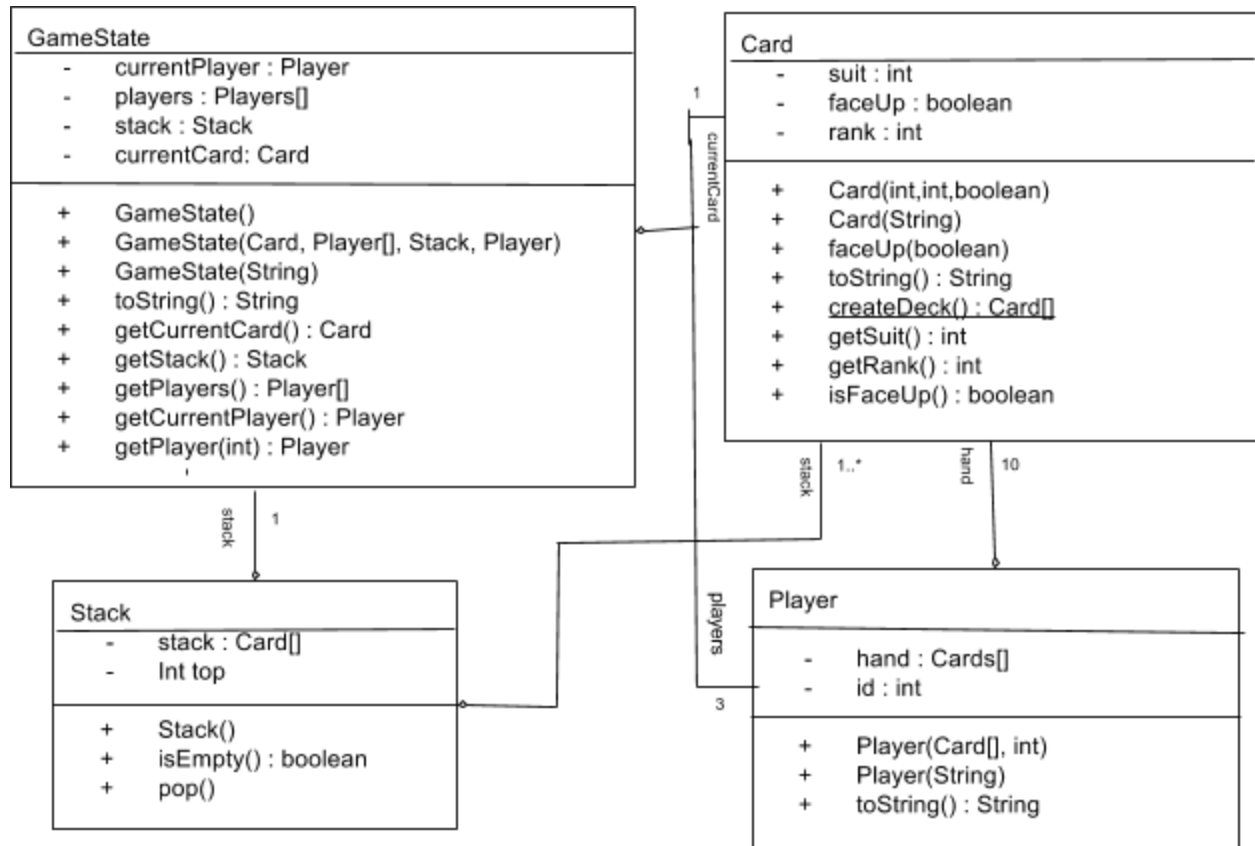 GameState
- currentPlayer : Player
- players : Players[]
- stack : Stack
- currentCard: Card
+ GameState()
+ GameState(Card, Player[], Stack, Player)
+ GameState(String)
+ toString() : String
+ getCurrentCard() : Card
+ getStack() : Stack
+ getPlayers() : Player[]
+ getCurrentPlayer() : Player
+ getPlayer(int) : Player
Card
- suit : int
- faceUp : boolean
- rank : int
+ Card(int,int,boolean)
+ Card(String)
+ faceUp(boolean)
+ toString() : String
+ createDeck() : Card[]
+ getSuit() : int
+ getRank() : int
+ isFaceUp() : boolean
1
currentCard
stack
1
stack
1..*
hand
10
players
3
Stack
- stack : Card[]
- Int top
+ Stack()
+ isEmpty() : boolean
+ pop()
Player
- hand : Cards[]
- id : int
+ Player(Card[], int)
+ Player(String)
+ toString() : String